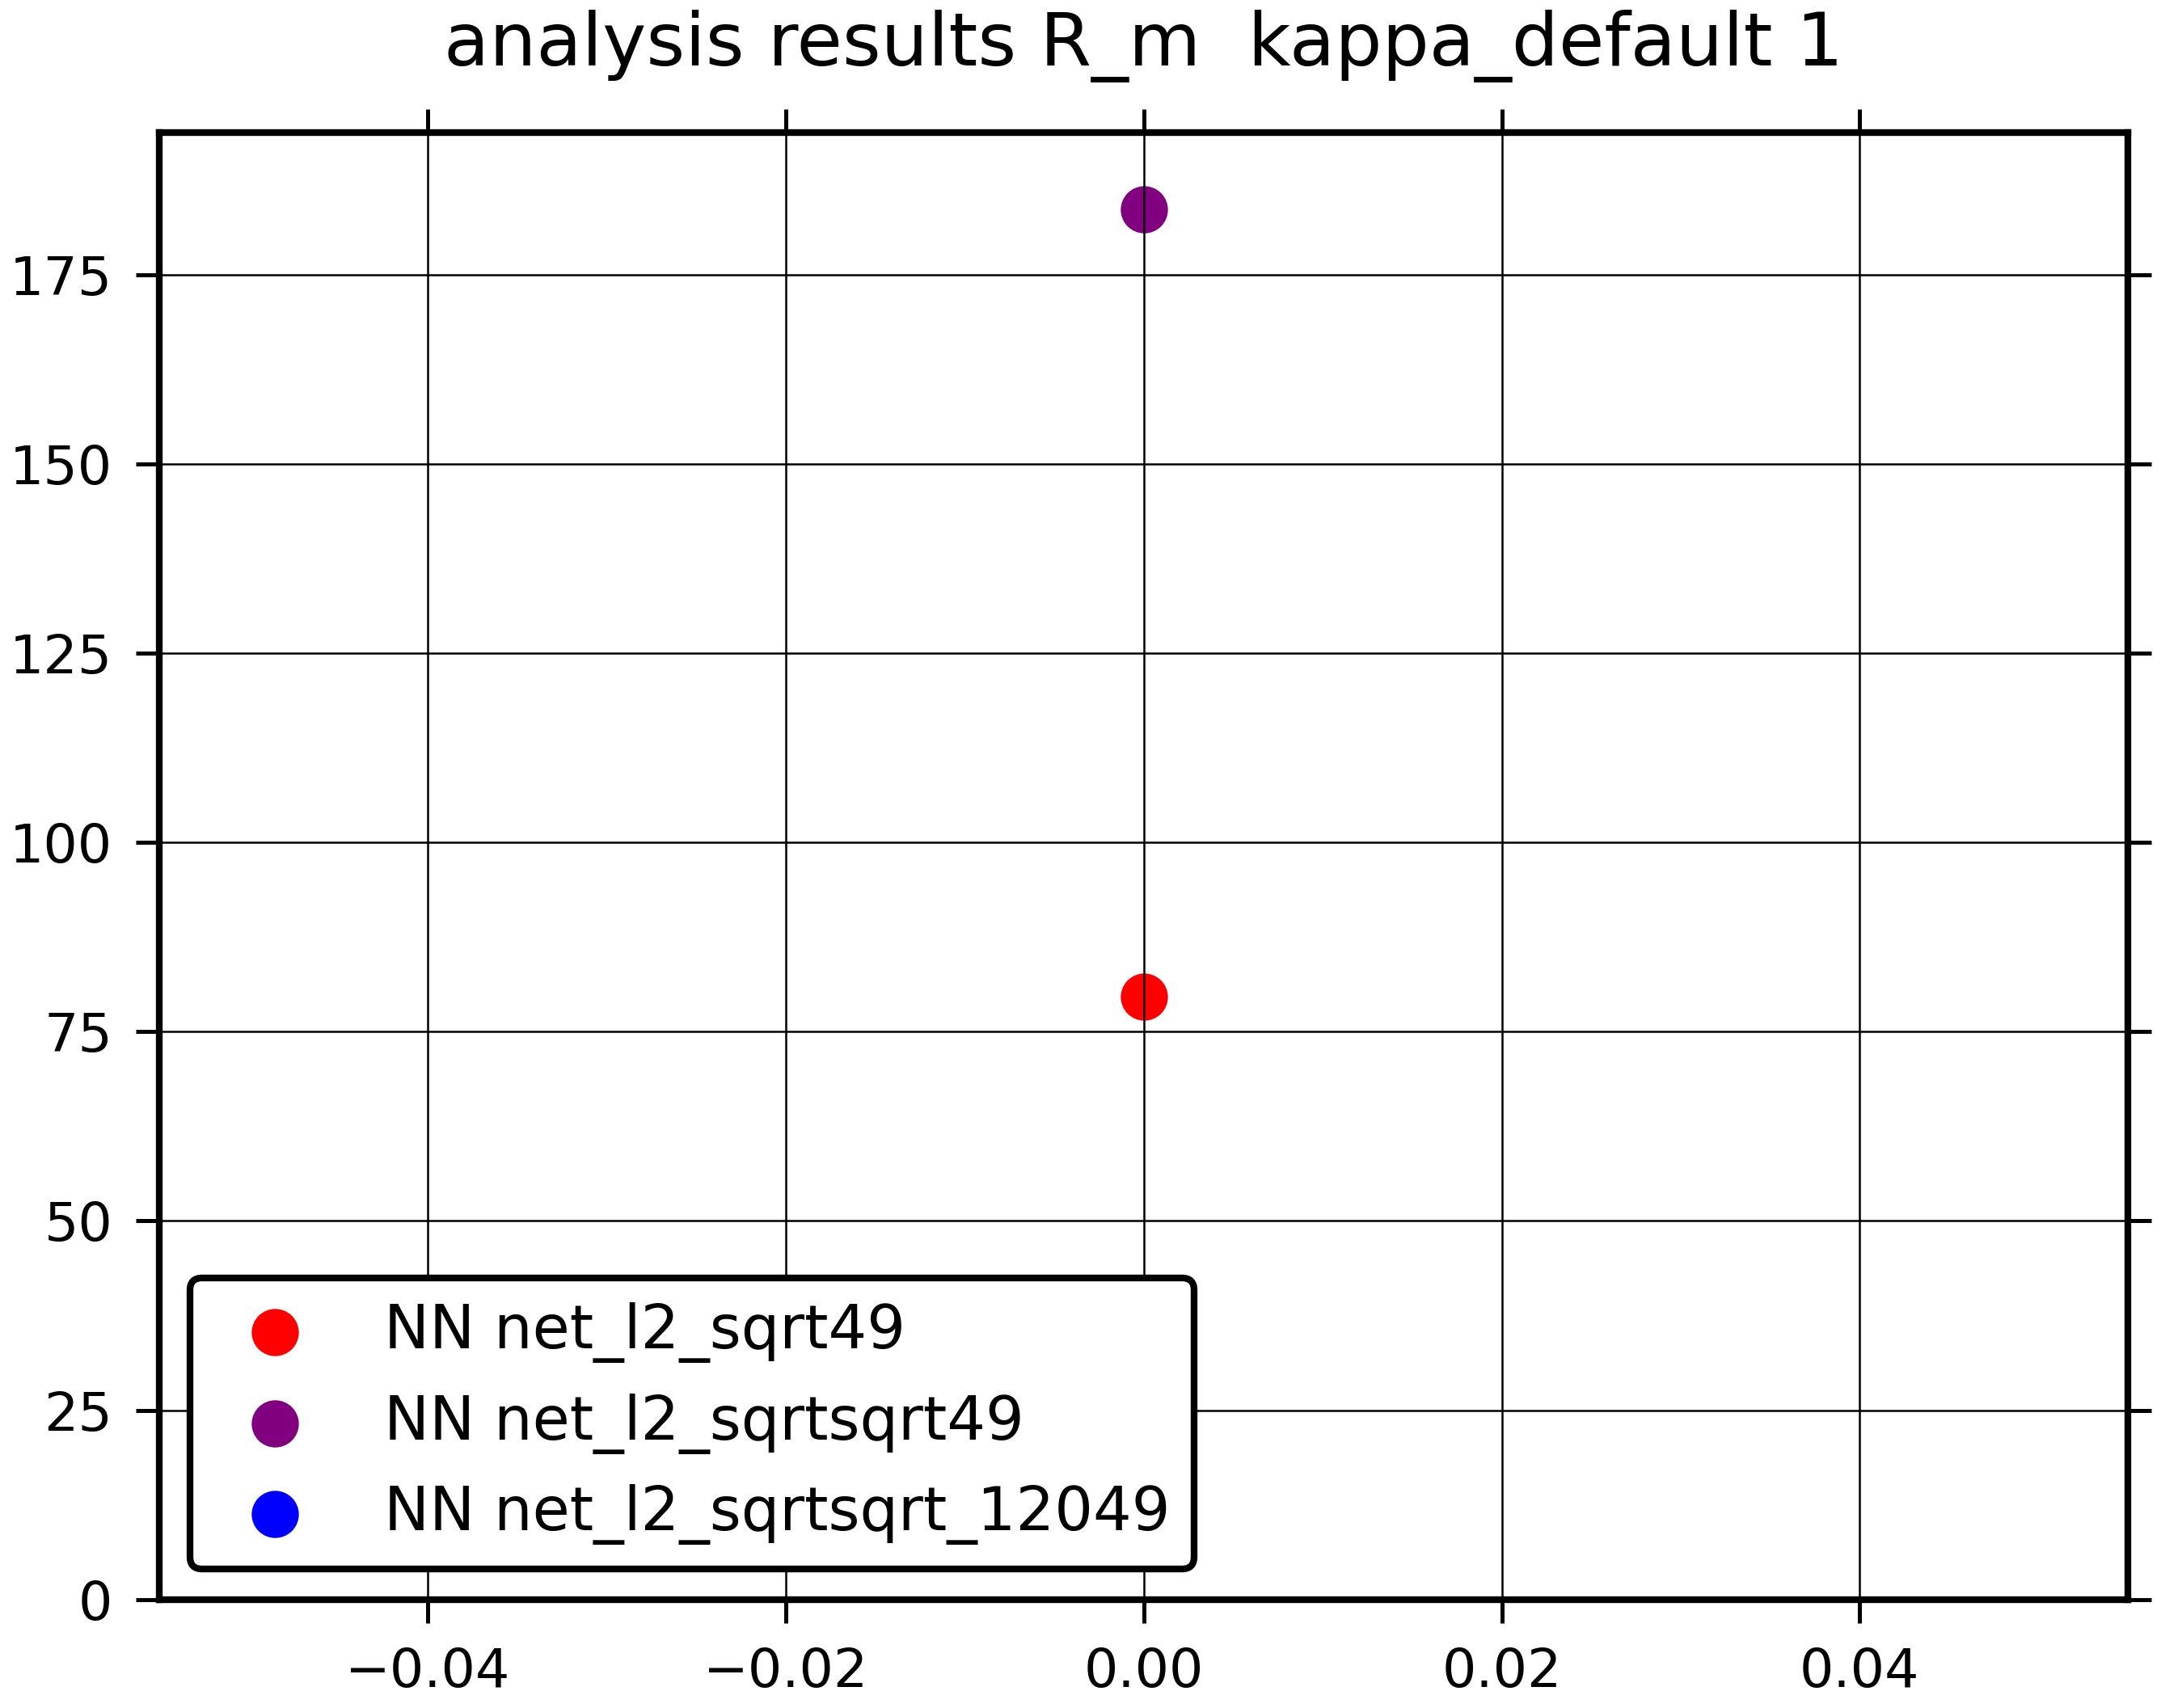 analysis results R_m  kappa_default 1
175
150
125
100
75
50
25
0
NN net_l2_sqrt49
NN net_l2_sqrtsqrt49
NN net_l2_sqrtsqrt_12049
−0.04 −0.02 0.00 0.02 0.04